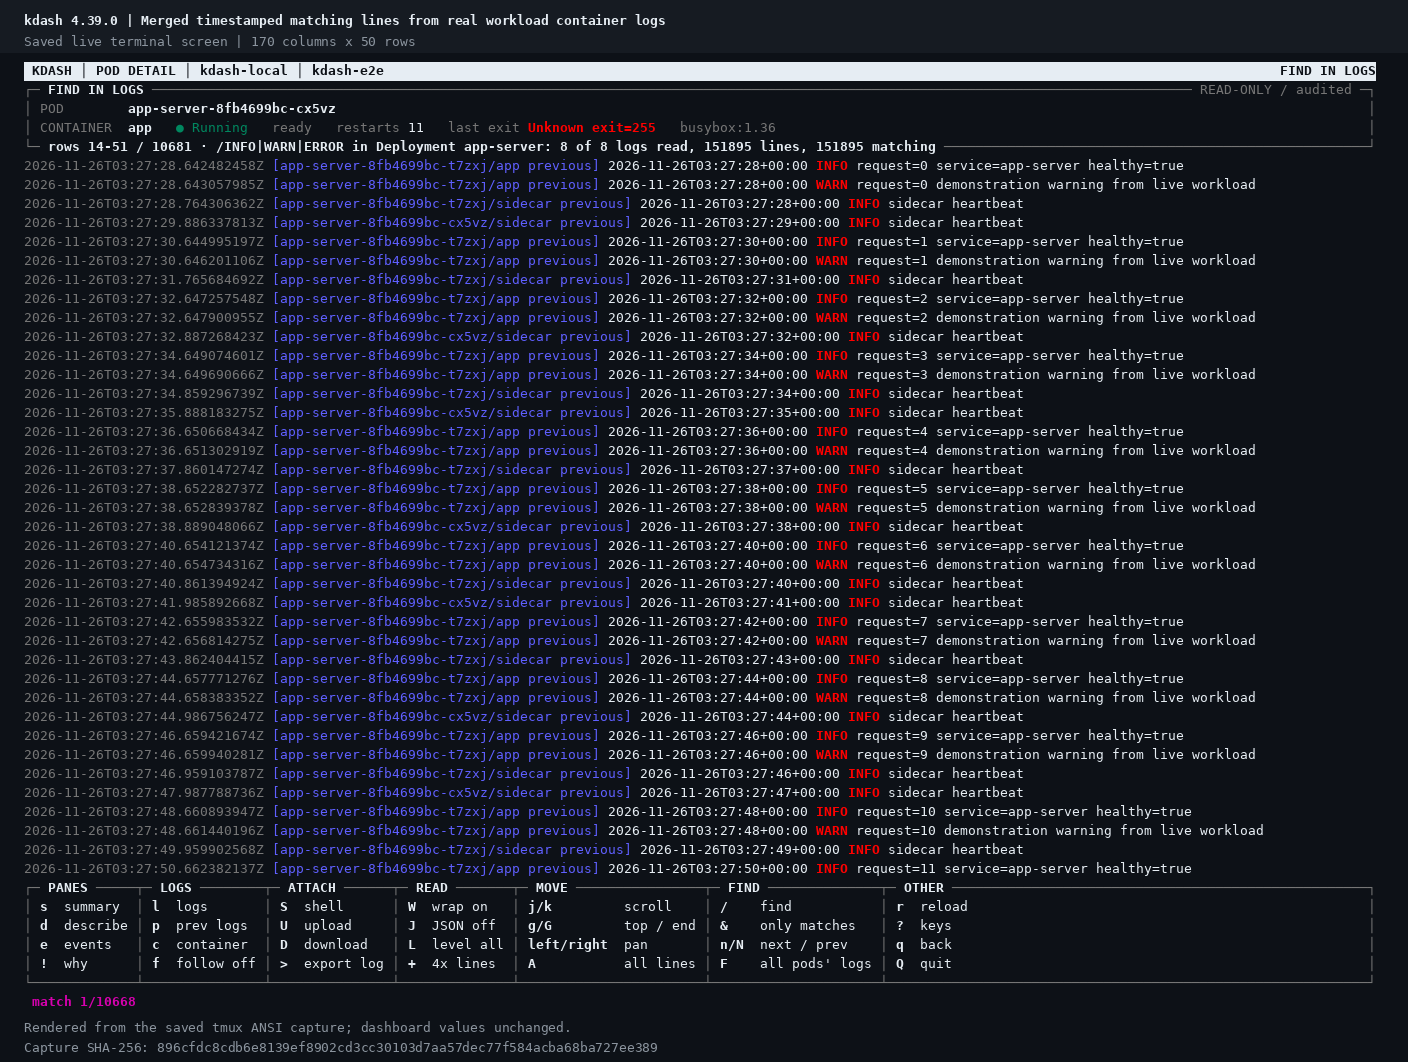 kdash 4.39.0 | Merged timestamped matching lines from real workload container logs
Saved live terminal screen | 170 columns x 50 rows
KDASH │ POD DETAIL │ kdash-local │ kdash-e2e FIND IN LOGS
FIND IN LOGS READ-ONLY / audited
POD app-server-8fb4699bc-cx5vz
CONTAINER app ● Running ready restarts 11 last exit Unknown exit=255 busybox:1.36
rows 14-51 / 10681 · /INFO|WARN|ERROR in Deployment app-server: 8 of 8 logs read, 151895 lines, 151895 matching
2026-11-26T03:27:28.642482458Z [app-server-8fb4699bc-t7zxj/app previous] 2026-11-26T03:27:28+00:00 INFO request=0 service=app-server healthy=true
2026-11-26T03:27:28.643057985Z [app-server-8fb4699bc-t7zxj/app previous] 2026-11-26T03:27:28+00:00 WARN request=0 demonstration warning from live workload
2026-11-26T03:27:28.764306362Z [app-server-8fb4699bc-t7zxj/sidecar previous] 2026-11-26T03:27:28+00:00 INFO sidecar heartbeat
2026-11-26T03:27:29.886337813Z [app-server-8fb4699bc-cx5vz/sidecar previous] 2026-11-26T03:27:29+00:00 INFO sidecar heartbeat
2026-11-26T03:27:30.644995197Z [app-server-8fb4699bc-t7zxj/app previous] 2026-11-26T03:27:30+00:00 INFO request=1 service=app-server healthy=true
2026-11-26T03:27:30.646201106Z [app-server-8fb4699bc-t7zxj/app previous] 2026-11-26T03:27:30+00:00 WARN request=1 demonstration warning from live workload
2026-11-26T03:27:31.765684692Z [app-server-8fb4699bc-t7zxj/sidecar previous] 2026-11-26T03:27:31+00:00 INFO sidecar heartbeat
2026-11-26T03:27:32.647257548Z [app-server-8fb4699bc-t7zxj/app previous] 2026-11-26T03:27:32+00:00 INFO request=2 service=app-server healthy=true
2026-11-26T03:27:32.647900955Z [app-server-8fb4699bc-t7zxj/app previous] 2026-11-26T03:27:32+00:00 WARN request=2 demonstration warning from live workload
2026-11-26T03:27:32.887268423Z [app-server-8fb4699bc-cx5vz/sidecar previous] 2026-11-26T03:27:32+00:00 INFO sidecar heartbeat
2026-11-26T03:27:34.649074601Z [app-server-8fb4699bc-t7zxj/app previous] 2026-11-26T03:27:34+00:00 INFO request=3 service=app-server healthy=true
2026-11-26T03:27:34.649690666Z [app-server-8fb4699bc-t7zxj/app previous] 2026-11-26T03:27:34+00:00 WARN request=3 demonstration warning from live workload
2026-11-26T03:27:34.859296739Z [app-server-8fb4699bc-t7zxj/sidecar previous] 2026-11-26T03:27:34+00:00 INFO sidecar heartbeat
2026-11-26T03:27:35.888183275Z [app-server-8fb4699bc-cx5vz/sidecar previous] 2026-11-26T03:27:35+00:00 INFO sidecar heartbeat
2026-11-26T03:27:36.650668434Z [app-server-8fb4699bc-t7zxj/app previous] 2026-11-26T03:27:36+00:00 INFO request=4 service=app-server healthy=true
2026-11-26T03:27:36.651302919Z [app-server-8fb4699bc-t7zxj/app previous] 2026-11-26T03:27:36+00:00 WARN request=4 demonstration warning from live workload
2026-11-26T03:27:37.860147274Z [app-server-8fb4699bc-t7zxj/sidecar previous] 2026-11-26T03:27:37+00:00 INFO sidecar heartbeat
2026-11-26T03:27:38.652282737Z [app-server-8fb4699bc-t7zxj/app previous] 2026-11-26T03:27:38+00:00 INFO request=5 service=app-server healthy=true
2026-11-26T03:27:38.652839378Z [app-server-8fb4699bc-t7zxj/app previous] 2026-11-26T03:27:38+00:00 WARN request=5 demonstration warning from live workload
2026-11-26T03:27:38.889048066Z [app-server-8fb4699bc-cx5vz/sidecar previous] 2026-11-26T03:27:38+00:00 INFO sidecar heartbeat
2026-11-26T03:27:40.654121374Z [app-server-8fb4699bc-t7zxj/app previous] 2026-11-26T03:27:40+00:00 INFO request=6 service=app-server healthy=true
2026-11-26T03:27:40.654734316Z [app-server-8fb4699bc-t7zxj/app previous] 2026-11-26T03:27:40+00:00 WARN request=6 demonstration warning from live workload
2026-11-26T03:27:40.861394924Z [app-server-8fb4699bc-t7zxj/sidecar previous] 2026-11-26T03:27:40+00:00 INFO sidecar heartbeat
2026-11-26T03:27:41.985892668Z [app-server-8fb4699bc-cx5vz/sidecar previous] 2026-11-26T03:27:41+00:00 INFO sidecar heartbeat
2026-11-26T03:27:42.655983532Z [app-server-8fb4699bc-t7zxj/app previous] 2026-11-26T03:27:42+00:00 INFO request=7 service=app-server healthy=true
2026-11-26T03:27:42.656814275Z [app-server-8fb4699bc-t7zxj/app previous] 2026-11-26T03:27:42+00:00 WARN request=7 demonstration warning from live workload
2026-11-26T03:27:43.862404415Z [app-server-8fb4699bc-t7zxj/sidecar previous] 2026-11-26T03:27:43+00:00 INFO sidecar heartbeat
2026-11-26T03:27:44.657771276Z [app-server-8fb4699bc-t7zxj/app previous] 2026-11-26T03:27:44+00:00 INFO request=8 service=app-server healthy=true
2026-11-26T03:27:44.658383352Z [app-server-8fb4699bc-t7zxj/app previous] 2026-11-26T03:27:44+00:00 WARN request=8 demonstration warning from live workload
2026-11-26T03:27:44.986756247Z [app-server-8fb4699bc-cx5vz/sidecar previous] 2026-11-26T03:27:44+00:00 INFO sidecar heartbeat
2026-11-26T03:27:46.659421674Z [app-server-8fb4699bc-t7zxj/app previous] 2026-11-26T03:27:46+00:00 INFO request=9 service=app-server healthy=true
2026-11-26T03:27:46.659940281Z [app-server-8fb4699bc-t7zxj/app previous] 2026-11-26T03:27:46+00:00 WARN request=9 demonstration warning from live workload
2026-11-26T03:27:46.959103787Z [app-server-8fb4699bc-t7zxj/sidecar previous] 2026-11-26T03:27:46+00:00 INFO sidecar heartbeat
2026-11-26T03:27:47.987788736Z [app-server-8fb4699bc-cx5vz/sidecar previous] 2026-11-26T03:27:47+00:00 INFO sidecar heartbeat
2026-11-26T03:27:48.660893947Z [app-server-8fb4699bc-t7zxj/app previous] 2026-11-26T03:27:48+00:00 INFO request=10 service=app-server healthy=true
2026-11-26T03:27:48.661440196Z [app-server-8fb4699bc-t7zxj/app previous] 2026-11-26T03:27:48+00:00 WARN request=10 demonstration warning from live workload
2026-11-26T03:27:49.959902568Z [app-server-8fb4699bc-t7zxj/sidecar previous] 2026-11-26T03:27:49+00:00 INFO sidecar heartbeat
2026-11-26T03:27:50.662382137Z [app-server-8fb4699bc-t7zxj/app previous] 2026-11-26T03:27:50+00:00 INFO request=11 service=app-server healthy=true
PANES LOGS ATTACH READ MOVE FIND OTHER
s summary │ l logs │ S shell │ W wrap on │ j/k scroll │ / find │ r reload
d describe │ p prev logs │ U upload │ J JSON off │ g/G top / end │ & only matches │ ? keys
e events │ c container │ D download │ L level all │ left/right pan │ n/N next / prev │ q back
! why │ f follow off │ > export log │ + 4x lines │ A all lines │ F all pods' logs │ Q quit
match 1/10668
Rendered from the saved tmux ANSI capture; dashboard values unchanged.
Capture SHA-256: 896cfdc8cdb6e8139ef8902cd3cc30103d7aa57dec77f584acba68ba727ee389